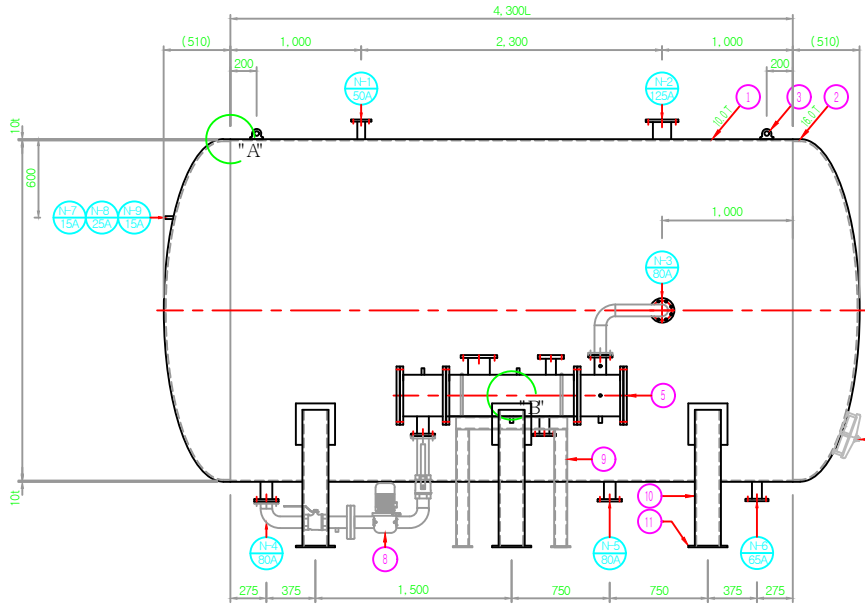 4,300L
(510)
1,000
2,300
1,000
(510)
200
200
N-1
50A
N-2
125A
1
3
2
16.0T
10t
"A"
600
N-7
15A
N-8
25A
N-9
15A
1,000
N-3
80A
5
"B"
9
10
11
10t
N-4
80A
8
N-5
80A
N-6
65A
275
375
1,500
750
750
375
275